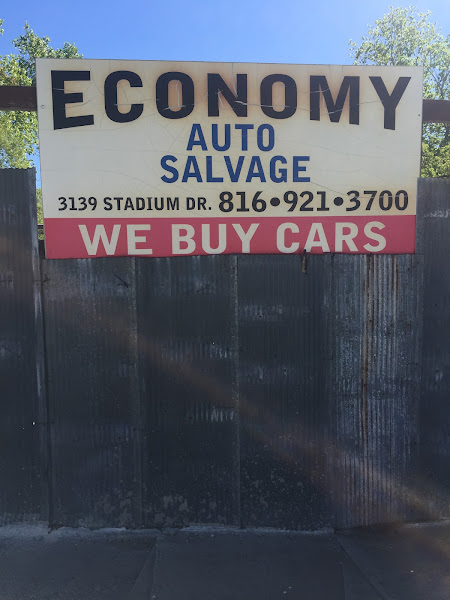 ECONOMY
AUTO
SALVAGE
3139 STADIUM DR. 816•921•3700
WE BUY CARS